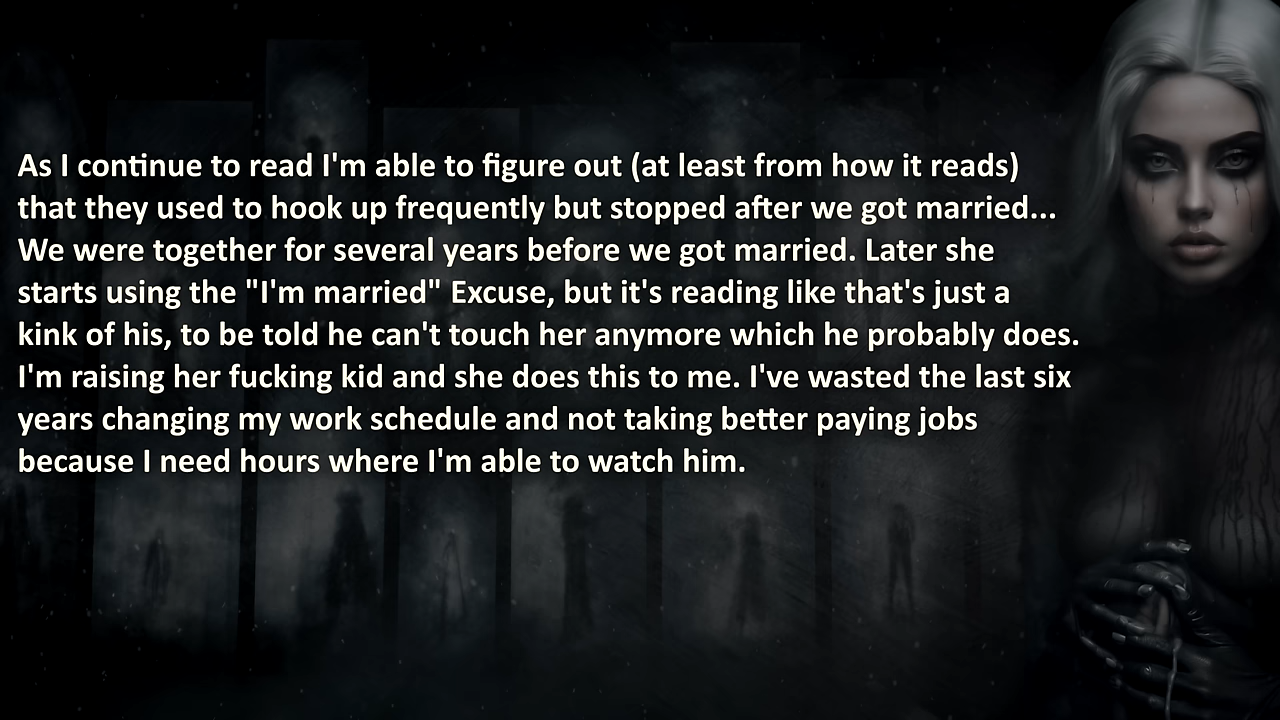 As I continue to read I'm able to figure out (at least from how it reads)
that they used to hook up frequently but stopped after we got married...
We were together for several years before we got married. Later she
starts using the "I'm married" Excuse, but it's reading like that's just a
kink of his, to be told he can't touch her anymore which he probably does.
I'm raising her fucking kid and she does this to me. I've wasted the last six
years changing my work schedule and not taking better paying jobs
because I need hours where I'm able to watch him.